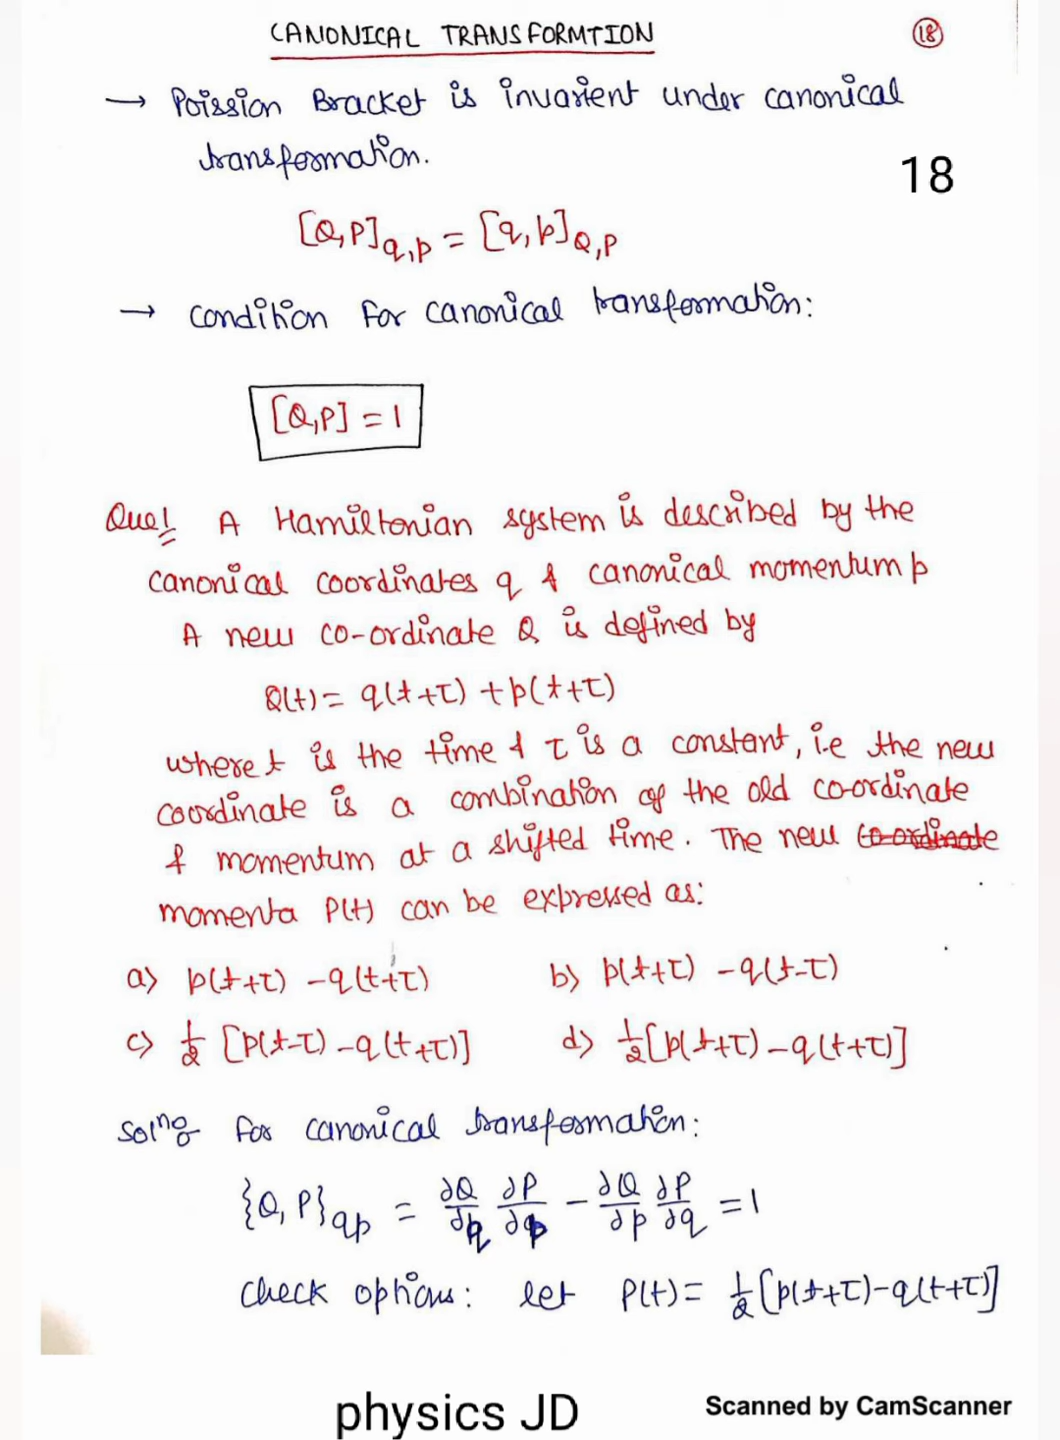 CANONICAL TRANSFORMTION
18
→ Poission Bracket is invarient under canonical
transformation.
18
[Q,P]q,p = [q,p]Q,P
→ condition for canonical transformation:
[Q,P] = 1
Que! A Hamiltonian system is described by the
canonical coordinates q & canonical momentum p
A new co-ordinate Q is defined by
Q(t) = q(t+τ) + p(t+τ)
where t is the time & τ is a constant, i.e the new
coordinate is a combination of the old co-ordinate
& momentum at a shifted time. The new co-ordinate
momenta P(t) can be expressed as:
a) p(t+τ) - q(t+τ) b) p(t+τ) - q(t-τ)
c) 1/2 [p(t-τ) - q(t+τ)] d) 1/2 [p(t+τ) - q(t+τ)]
Solng for canonical transformation:
{Q, P}qp = ∂Q/∂q ∂P/∂p - ∂Q/∂p ∂P/∂q = 1
check options: let P(t) = 1/2 [p(t+τ) - q(t+τ)]
physics JD
Scanned by CamScanner